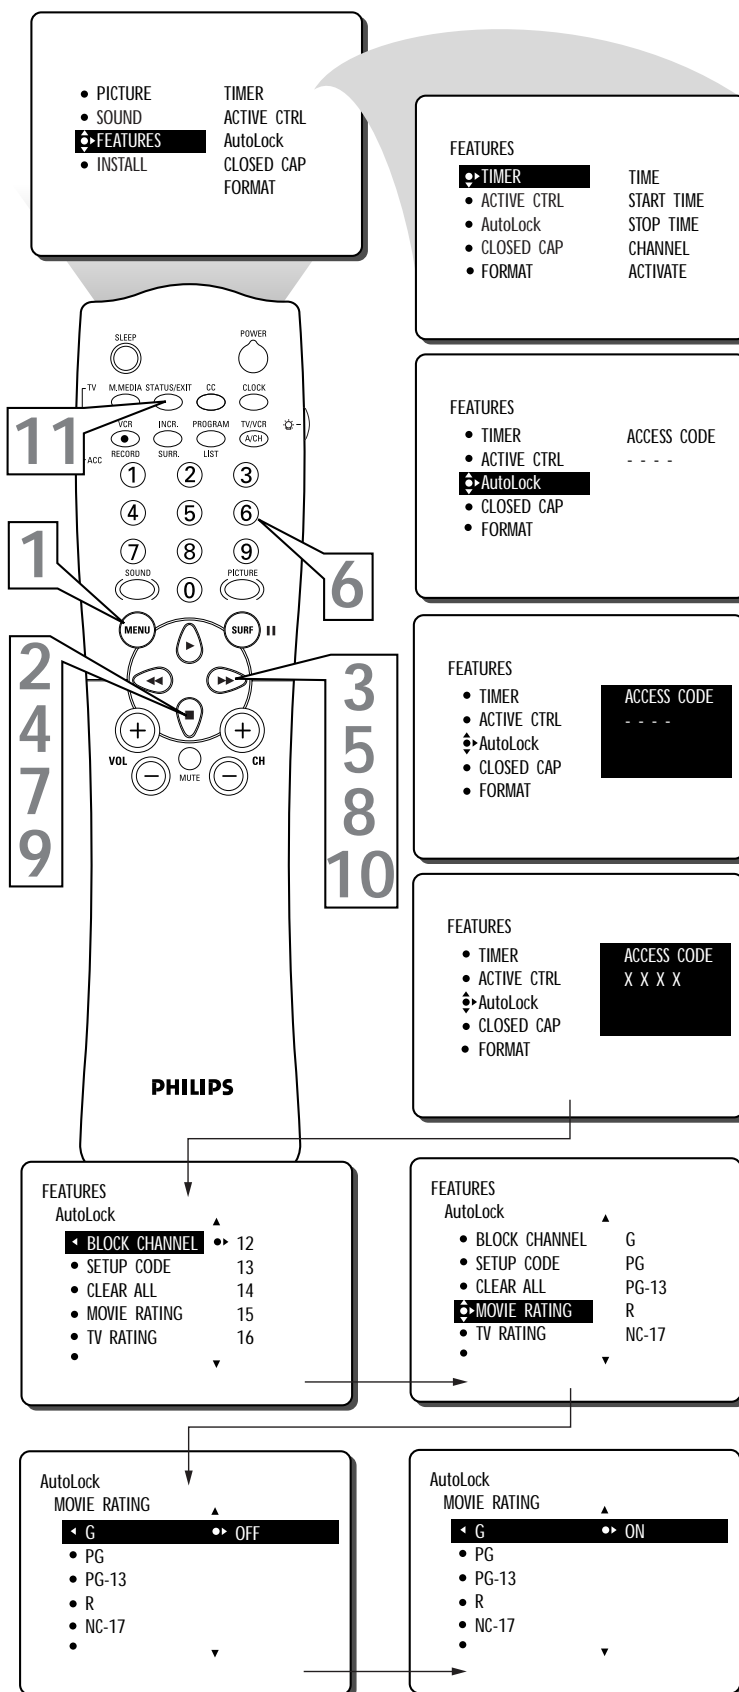 PICTURE TIMER
SOUND ACTIVE CTRL
FEATURES AutoLock
INSTALL CLOSED CAP
FORMAT
FEATURES
TIMER TIME
ACTIVE CTRL START TIME
AutoLock STOP TIME
CLOSED CAP CHANNEL
FORMAT ACTIVATE
SLEEP POWER
TV M.MEDIA STATUS/EXIT CC CLOCK
VCR INCR. PROGRAM TV/VCR
A/CH
ACC RECORD SURR. LIST
1 2 3
4 5 6
7 8 9
SOUND 0 PICTURE
MENU SURF
VOL MUTE CH
PHILIPS
11
1
6
2
4
7
9
3
5
8
10
FEATURES
TIMER ACCESS CODE
ACTIVE CTRL - - - -
AutoLock
CLOSED CAP
FORMAT
FEATURES
TIMER ACCESS CODE
ACTIVE CTRL - - - -
AutoLock
CLOSED CAP
FORMAT
FEATURES
TIMER ACCESS CODE
ACTIVE CTRL X X X X
AutoLock
CLOSED CAP
FORMAT
FEATURES
AutoLock
BLOCK CHANNEL 12
SETUP CODE 13
CLEAR ALL 14
MOVIE RATING 15
TV RATING 16
FEATURES
AutoLock
BLOCK CHANNEL G
SETUP CODE PG
CLEAR ALL PG-13
MOVIE RATING R
TV RATING NC-17
AutoLock
MOVIE RATING
G OFF
PG
PG-13
R
NC-17
AutoLock
MOVIE RATING
G ON
PG
PG-13
R
NC-17